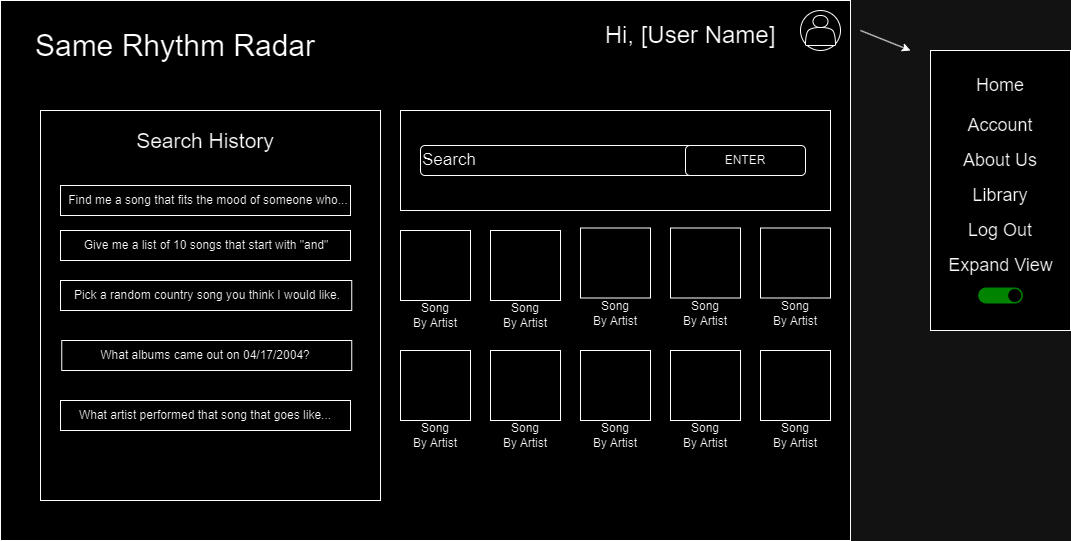 Same Rhythm Radar
Hi, [User Name]
Search History
Find me a song that fits the mood of someone who...
Give me a list of 10 songs that start with "and"
Pick a random country song you think I would like.
What albums came out on 04/17/2004?
What artist performed that song that goes like...
Search
ENTER
Song
By Artist
Song
By Artist
Song
By Artist
Song
By Artist
Song
By Artist
Song
By Artist
Song
By Artist
Song
By Artist
Song
By Artist
Song
By Artist
Home
Account
About Us
Library
Log Out
Expand View